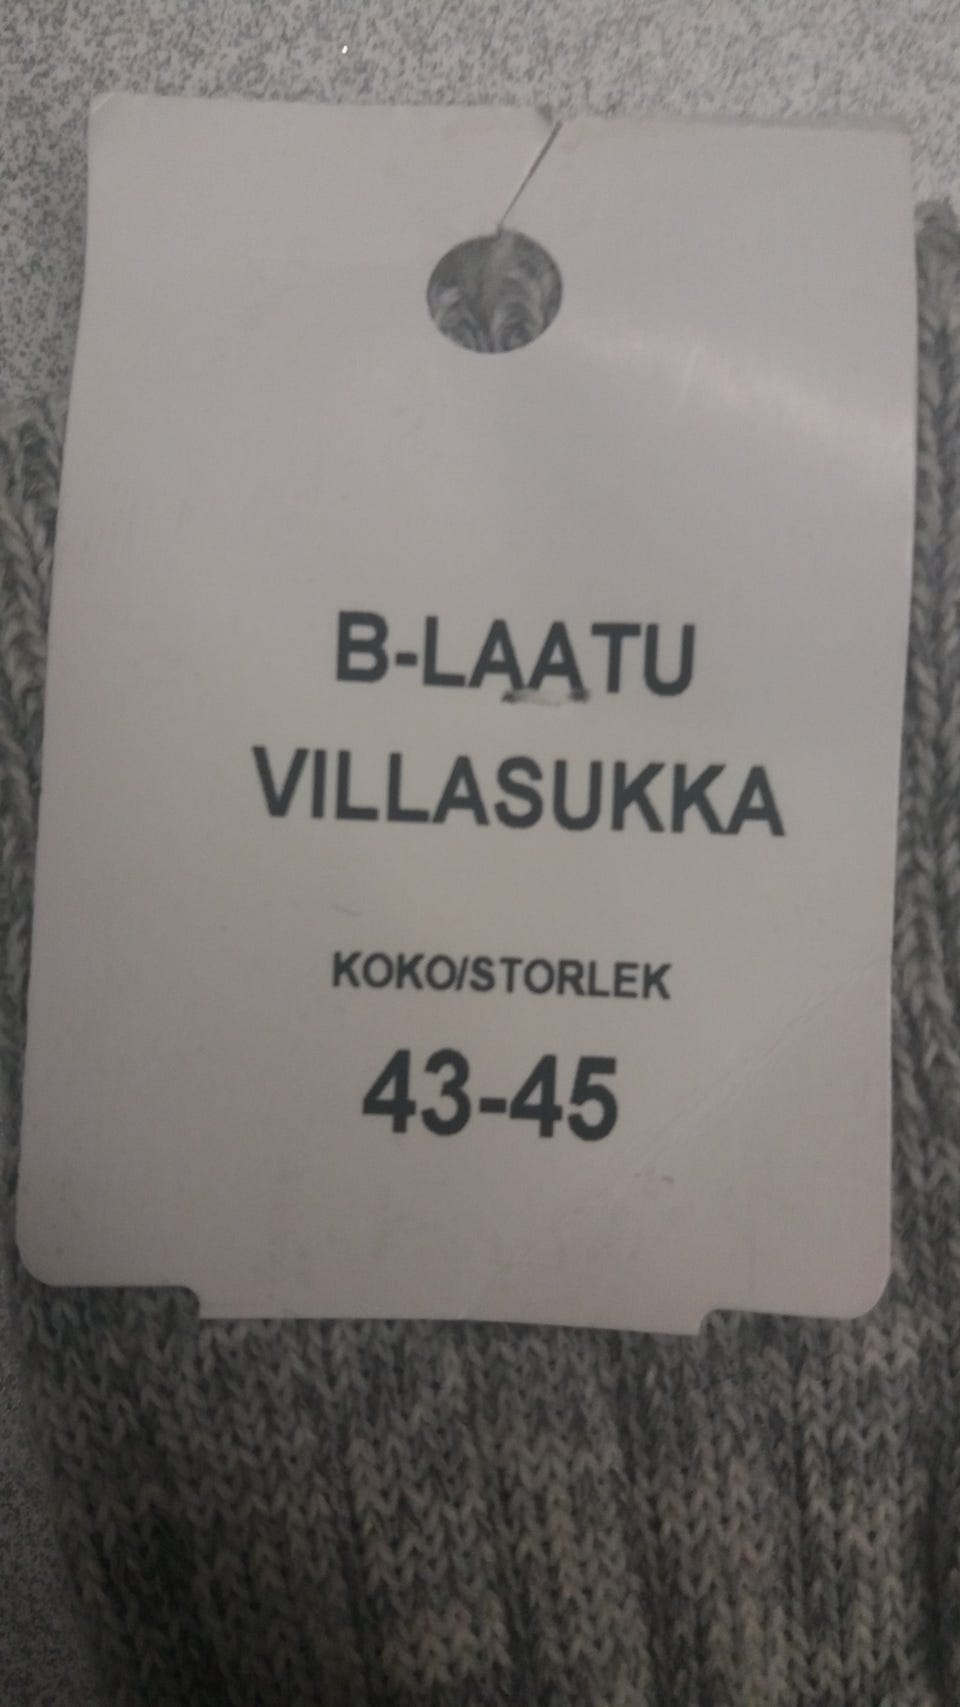 B-LAATU
VILLASUKKA
KOKO/STORLEK
43-45